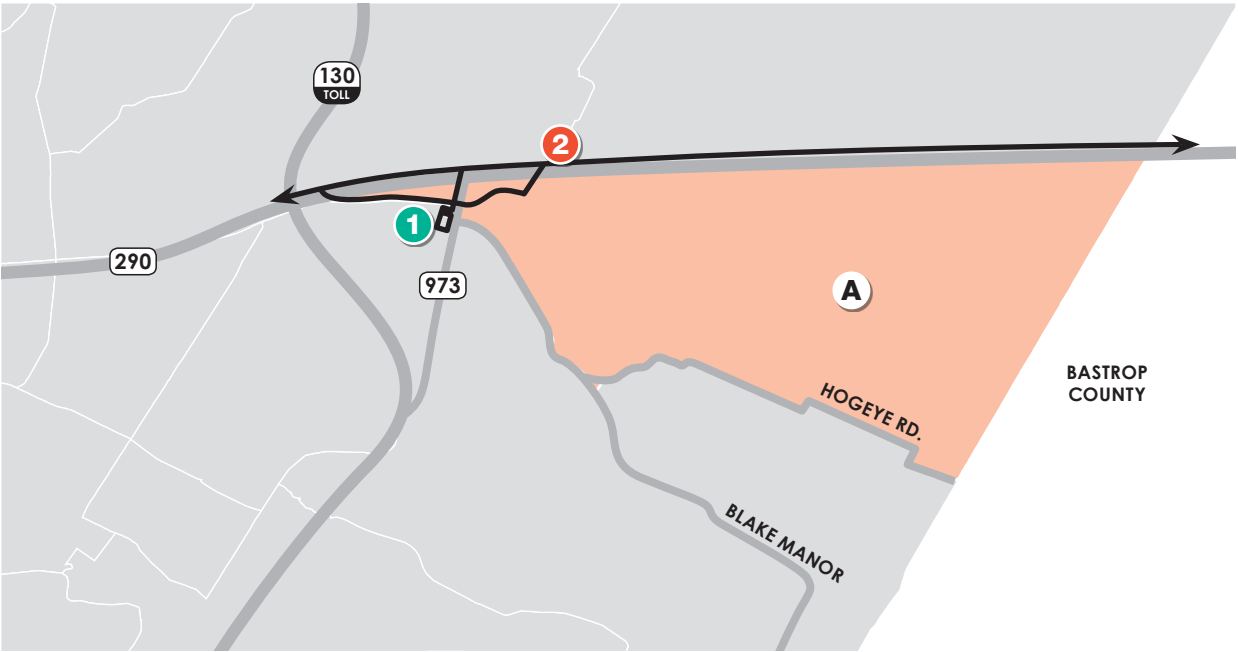 130
TOLL
2
1
290
973
A
BASTROP
COUNTY
HOGEYE RD.
BLAKE MANOR